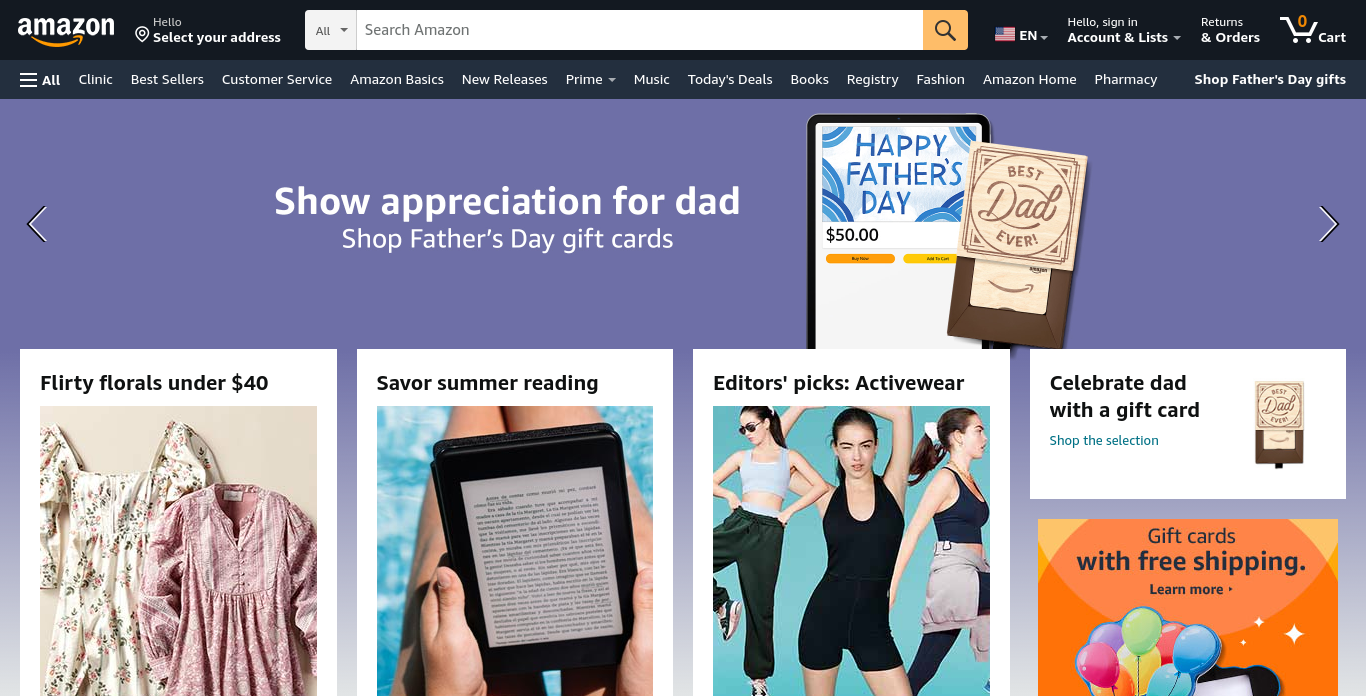 amazon
Hello
Select your address
All
Search Amazon
EN
Hello, sign in
Account & Lists
Returns
& Orders
0
Cart
All
Clinic
Best Sellers
Customer Service
Amazon Basics
New Releases
Prime
Music
Today's Deals
Books
Registry
Fashion
Amazon Home
Pharmacy
Shop Father's Day gifts
Show appreciation for dad
Shop Father’s Day gift cards
HAPPY
FATHER'S
DAY
$50.00
Buy Now
Add To Cart
BEST
Dad
EVER!
amazon
Flirty florals under $40
Savor summer reading
Editors' picks: Activewear
Celebrate dad
with a gift card
Shop the selection
BEST
Dad
EVER!
Gift cards
with free shipping.
Learn more